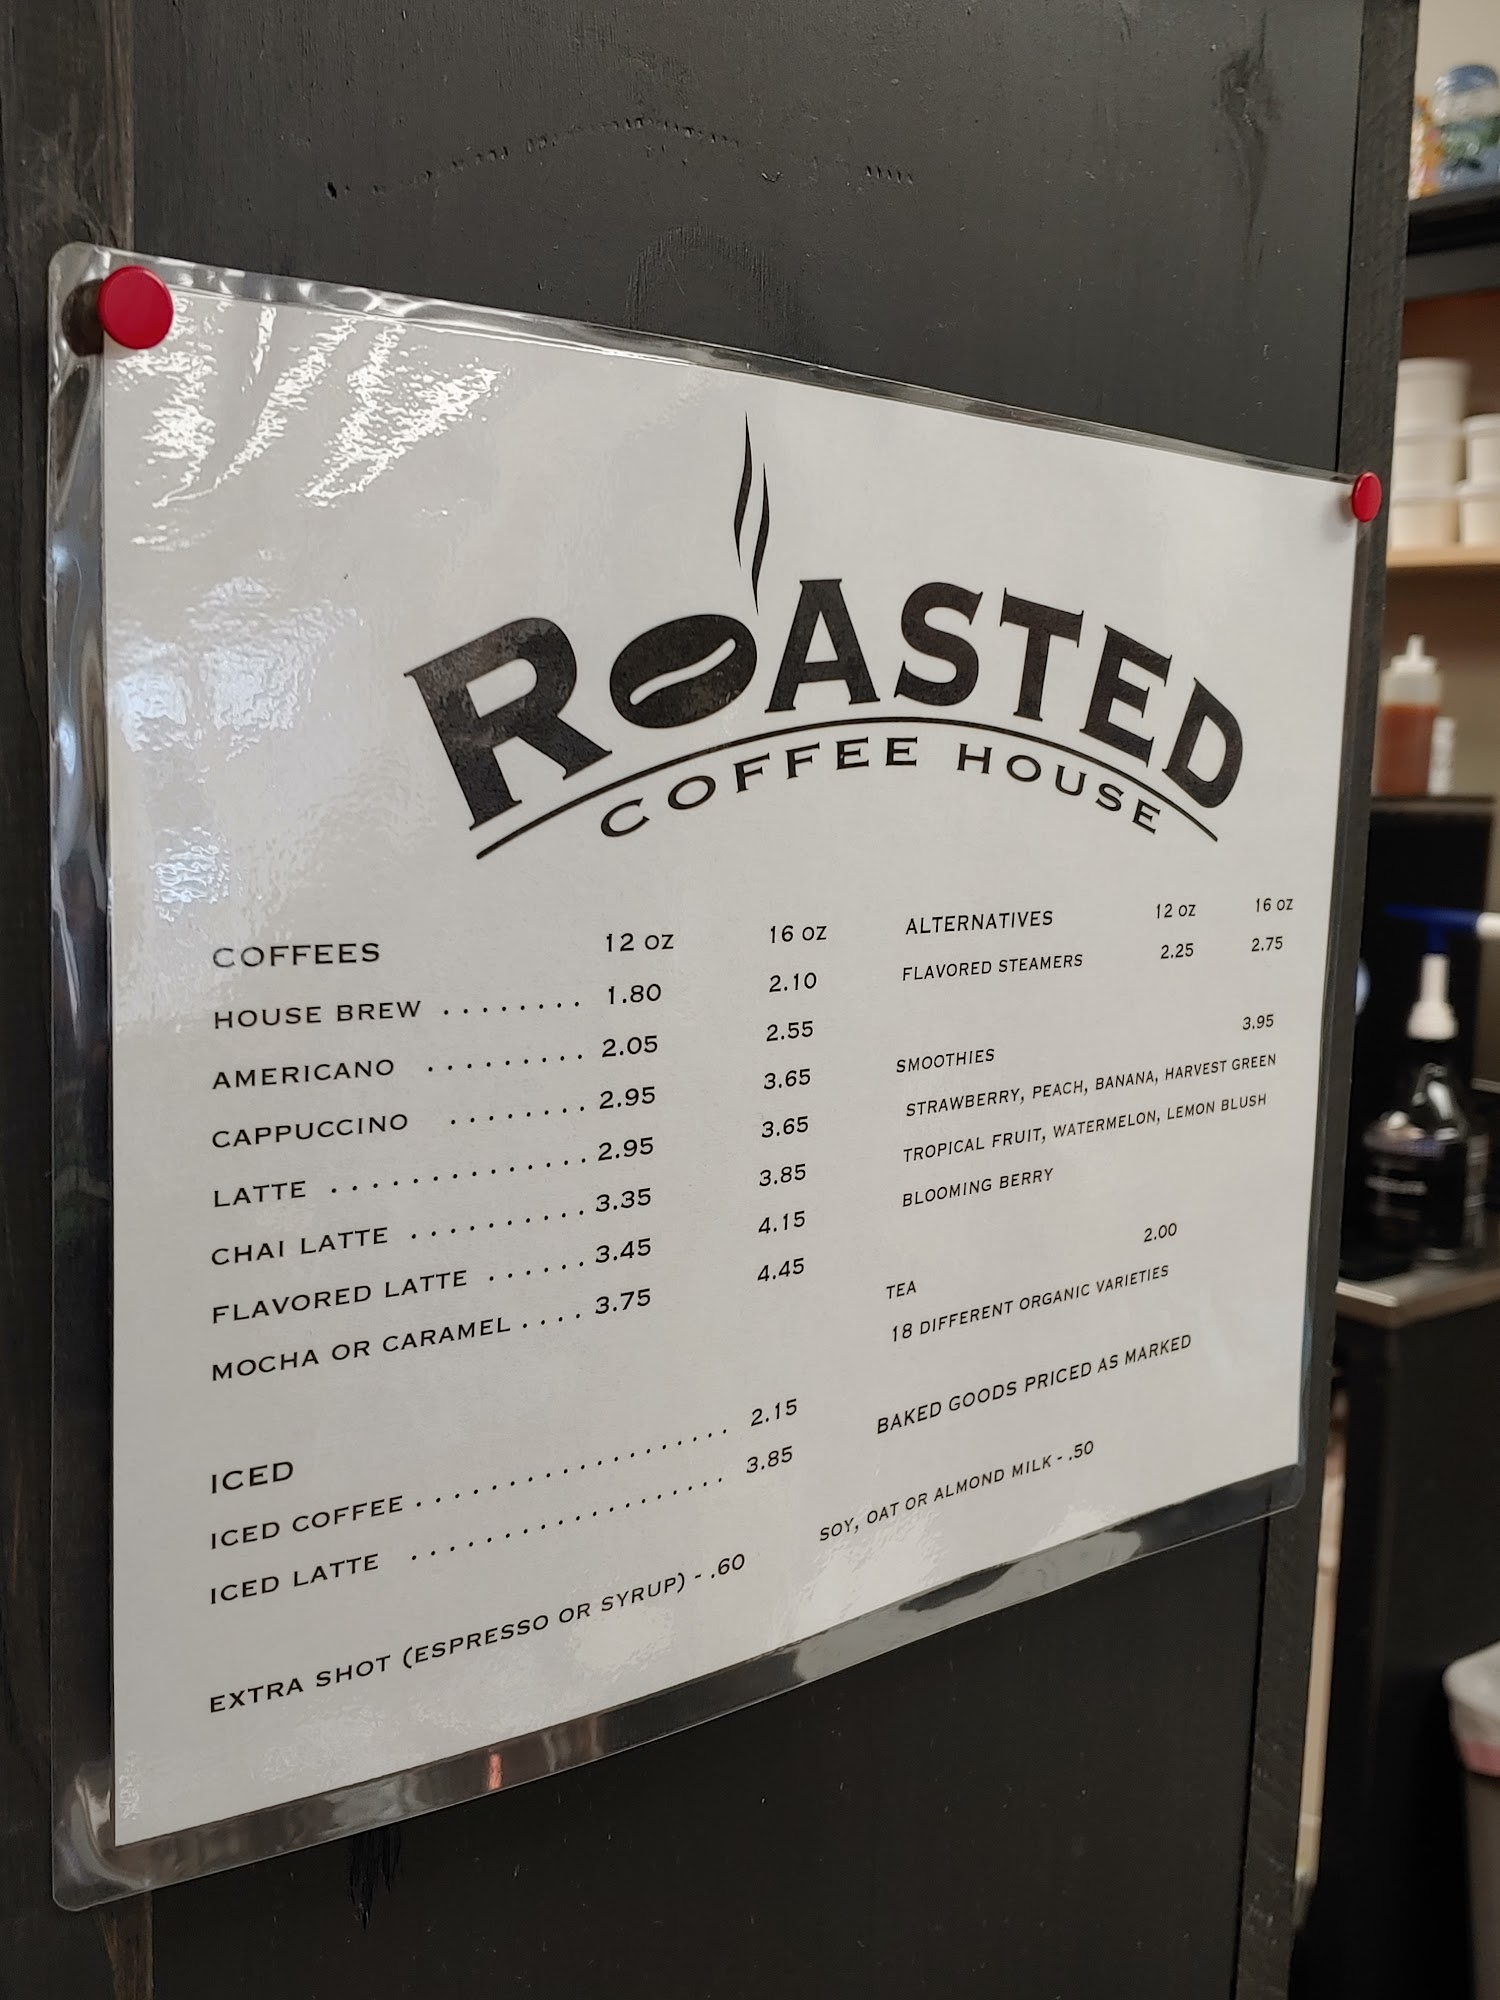 ROASTED
COFFEE HOUSE
COFFEES 12 OZ 16 OZ
HOUSE BREW ........ 1.80 2.10
AMERICANO ........ 2.05 2.55
CAPPUCCINO ....... 2.95 3.65
LATTE ............. 2.95 3.65
CHAI LATTE .......... 3.35 3.85
FLAVORED LATTE ...... 3.45 4.15
MOCHA OR CARAMEL .... 3.75 4.45
ICED
ICED COFFEE ..................... 2.15
ICED LATTE ..................... 3.85
EXTRA SHOT (ESPRESSO OR SYRUP) - .60
ALTERNATIVES 12 OZ 16 OZ
FLAVORED STEAMERS 2.25 2.75
SMOOTHIES 3.95
STRAWBERRY, PEACH, BANANA, HARVEST GREEN
TROPICAL FRUIT, WATERMELON, LEMON BLUSH
BLOOMING BERRY
TEA 2.00
18 DIFFERENT ORGANIC VARIETIES
BAKED GOODS PRICED AS MARKED
SOY, OAT OR ALMOND MILK - .50